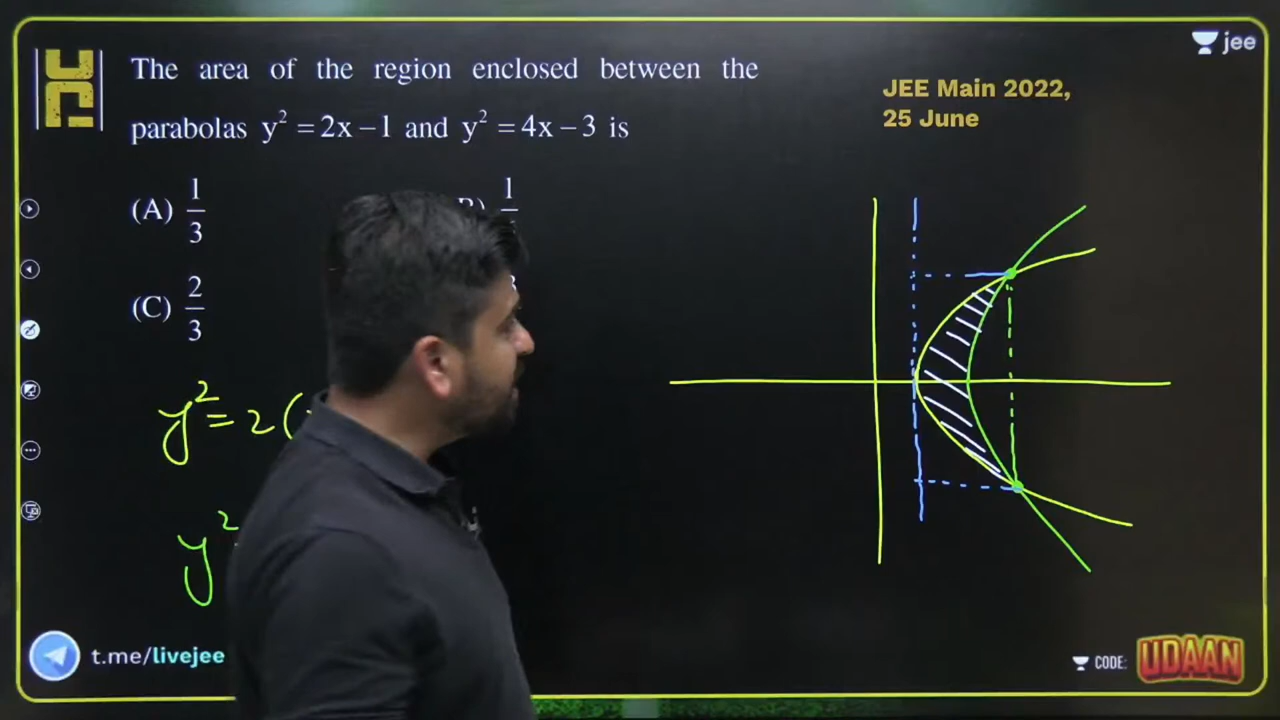 jee
The area of the region enclosed between the
parabolas y² = 2x – 1 and y² = 4x – 3 is
JEE Main 2022,
25 June
(A) 1/3
(C) 2/3
y² = 2(
y²
t.me/livejee
CODE: UDAAN